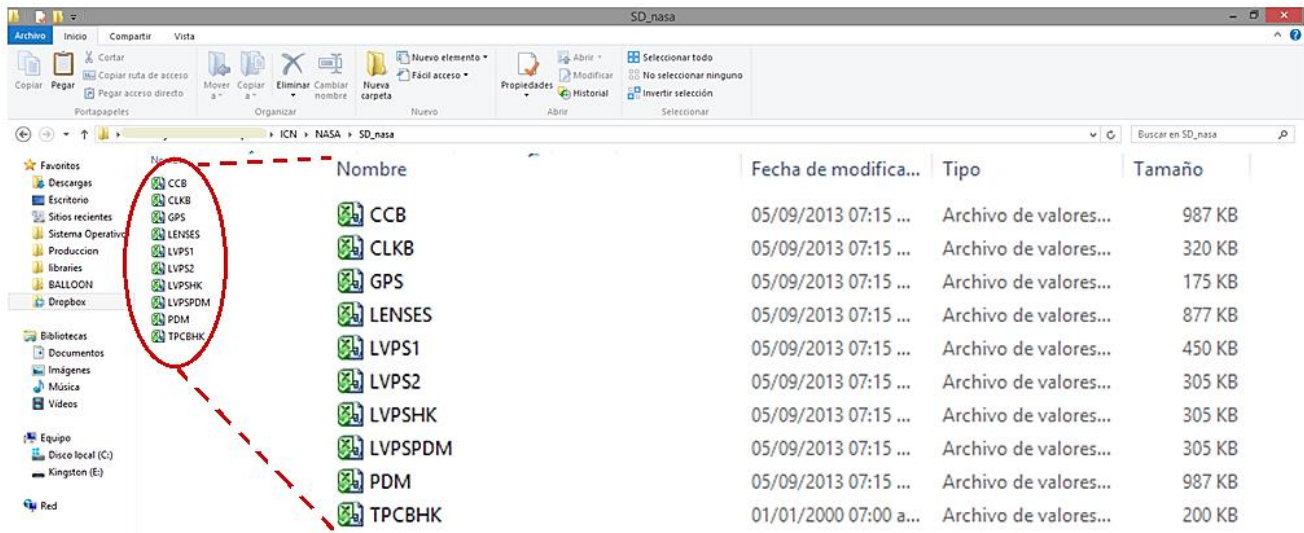 SD_nasa
Archivo Inicio Compartir Vista
Copiar Pegar Cortar Copiar ruta de acceso Pegar acceso directo
Portapapeles
Mover a Copiar a Eliminar Cambiar nombre
Organizar
Nueva carpeta Nuevo elemento Fácil acceso
Nuevo
Propiedades Abrir Modificar Historial
Abrir
Seleccionar todo No seleccionar ninguno Invertir selección
Seleccionar
ICN NASA SD_nasa
Buscar en SD_nasa
Favoritos
Descargas
Escritorio
Sitios recientes
Sistema Operativo
Produccion
libraries
BALLOON
Dropbox
Bibliotecas
Documentos
Imágenes
Música
Vídeos
Equipo
Disco local (C:)
Kingston (E:)
Red
CCB
CLKB
GPS
LENSES
LVPS1
LVPS2
LVPSHK
LVPSPDM
PDM
TPCBHK
Nombre Fecha de modifica... Tipo Tamaño
CCB 05/09/2013 07:15 ... Archivo de valores... 987 KB
CLKB 05/09/2013 07:15 ... Archivo de valores... 320 KB
GPS 05/09/2013 07:15 ... Archivo de valores... 175 KB
LENSES 05/09/2013 07:15 ... Archivo de valores... 877 KB
LVPS1 05/09/2013 07:15 ... Archivo de valores... 450 KB
LVPS2 05/09/2013 07:15 ... Archivo de valores... 305 KB
LVPSHK 05/09/2013 07:15 ... Archivo de valores... 305 KB
LVPSPDM 05/09/2013 07:15 ... Archivo de valores... 305 KB
PDM 05/09/2013 07:15 ... Archivo de valores... 987 KB
TPCBHK 01/01/2000 07:00 a... Archivo de valores... 200 KB